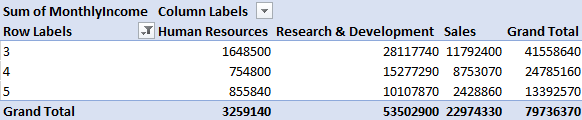 Sum of MonthlyIncome Column Labels
Row Labels Human Resources Research & Development Sales Grand Total
3 1648500 28117740 11792400 41558640
4 754800 15277290 8753070 24785160
5 855840 10107870 2428860 13392570
Grand Total 3259140 53502900 22974330 79736370